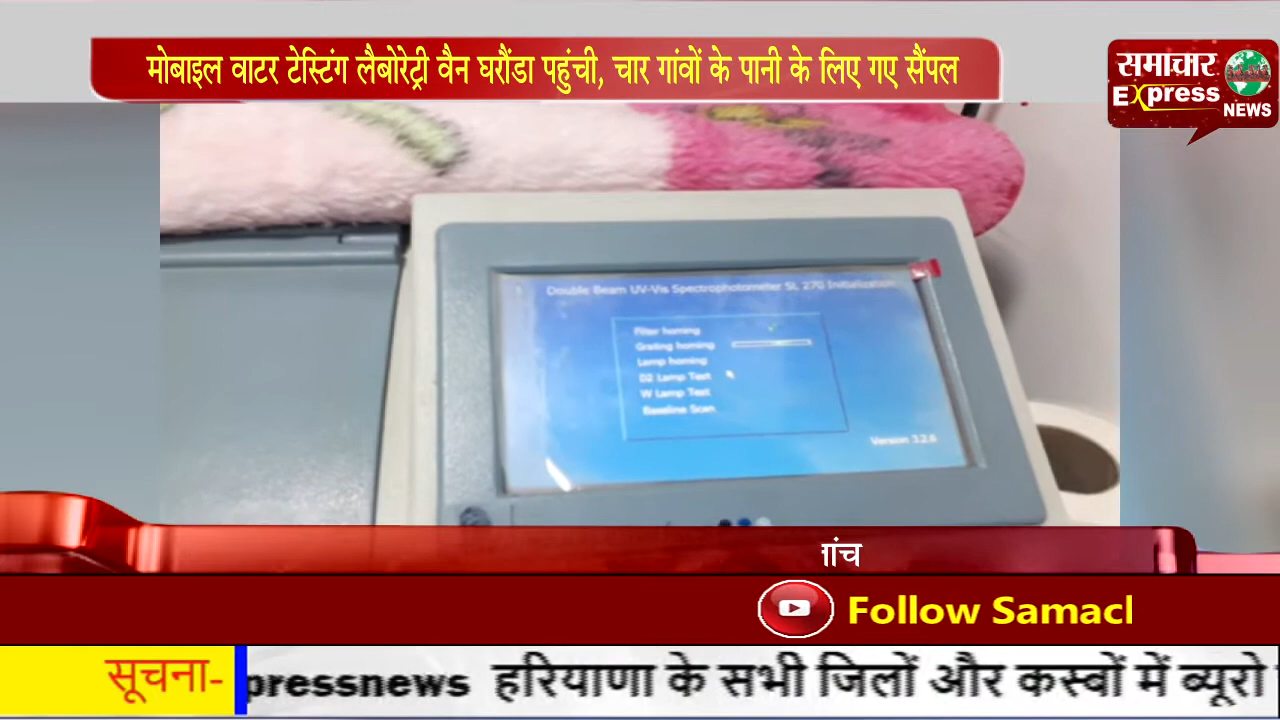 मोबाइल वाटर टेस्टिंग लैबोरेट्री वैन घरौंडा पहुंची, चार गांवों के पानी के लिए गए सैंपल
समाचार
Express
NEWS
Double Beam UV-Vis Spectrophotometer SL 270 Initialization
Filter homing
Grating homing
Lamp homing
D2 Lamp Test
W Lamp Test
Baseline Scan
Version 3.2.6
ांच
Follow Samacl
सूचना-
pressnews हरियाणा के सभी जिलों और कस्बों में ब्यूरो